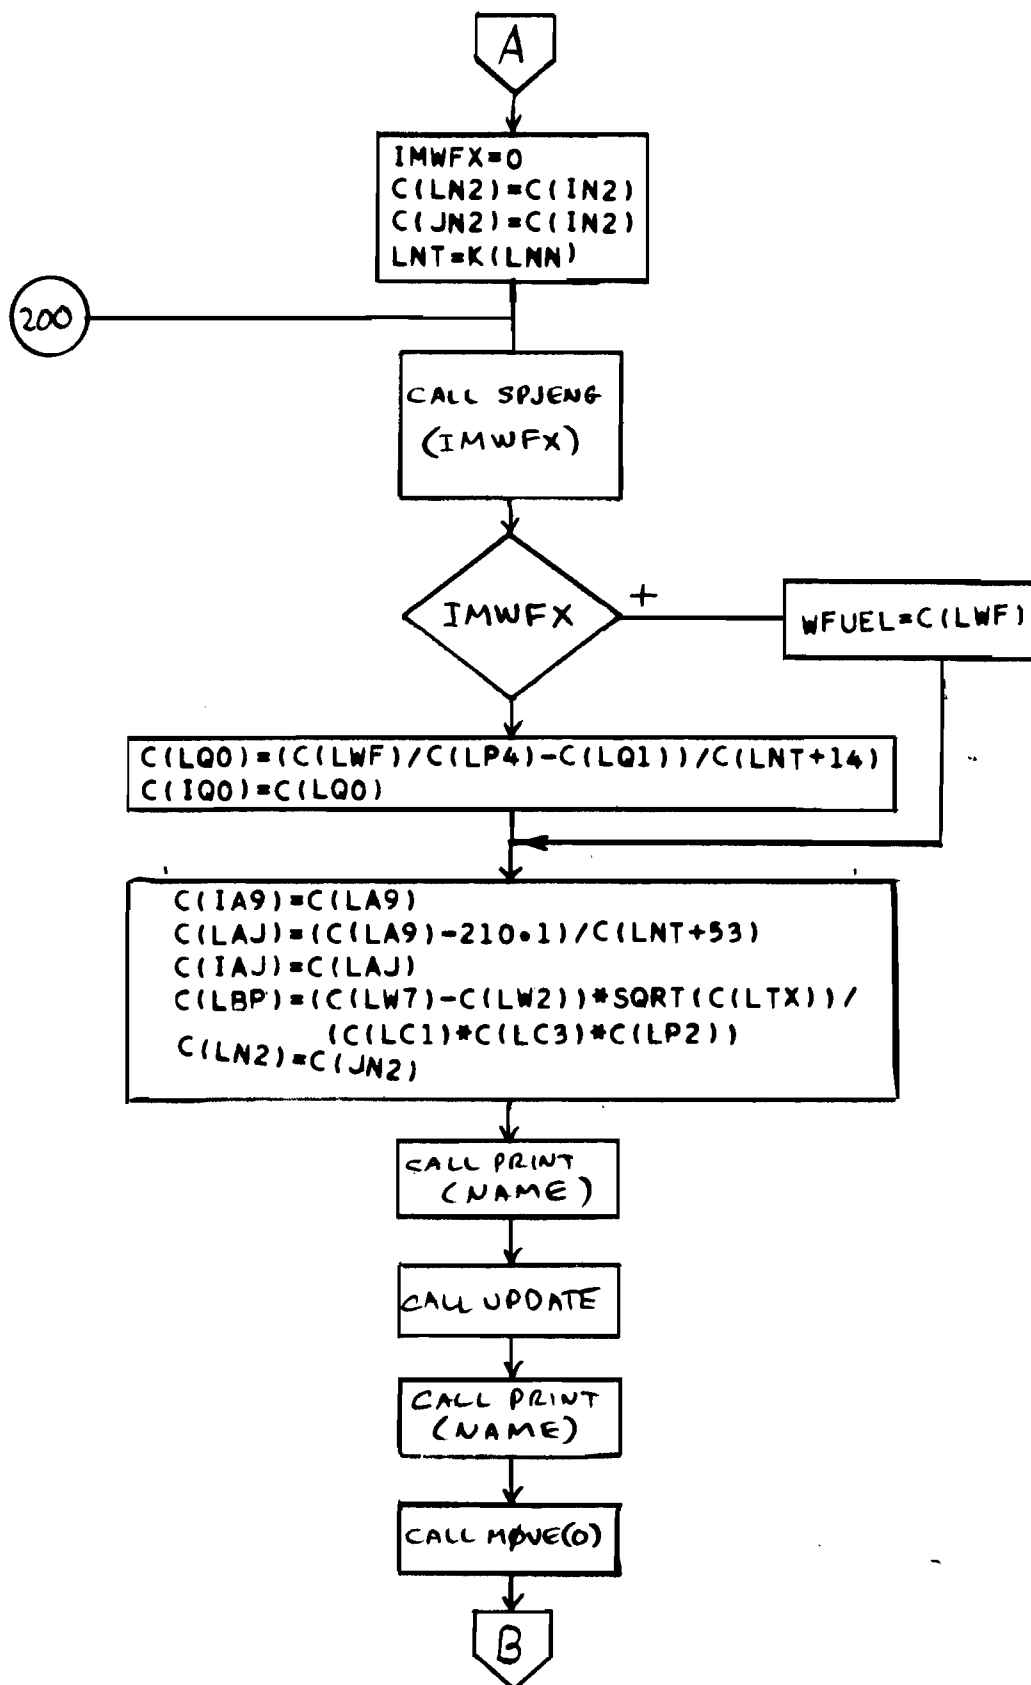 A
IMWFX=0
C(LN2)=C(IN2)
C(JN2)=C(IN2)
LNT=K(LNN)
200
CALL SPJENG
(IMWFX)
IMWFX
+
WFUEL=C(LWF)
C(LQ0)=(C(LWF)/C(LP4)-C(LQ1))/C(LNT+14)
C(IQ0)=C(LQ0)
C(IA9)=C(LA9)
C(LAJ)=(C(LA9)-210.1)/C(LNT+53)
C(IAJ)=C(LAJ)
C(LBP)=(C(LW7)-C(LW2))*SQRT(C(LTX))/
(C(LC1)*C(LC3)*C(LP2))
C(LN2)=C(JN2)
CALL PRINT
(NAME)
CALL UPDATE
CALL PRINT
(NAME)
CALL MØVE(0)
B